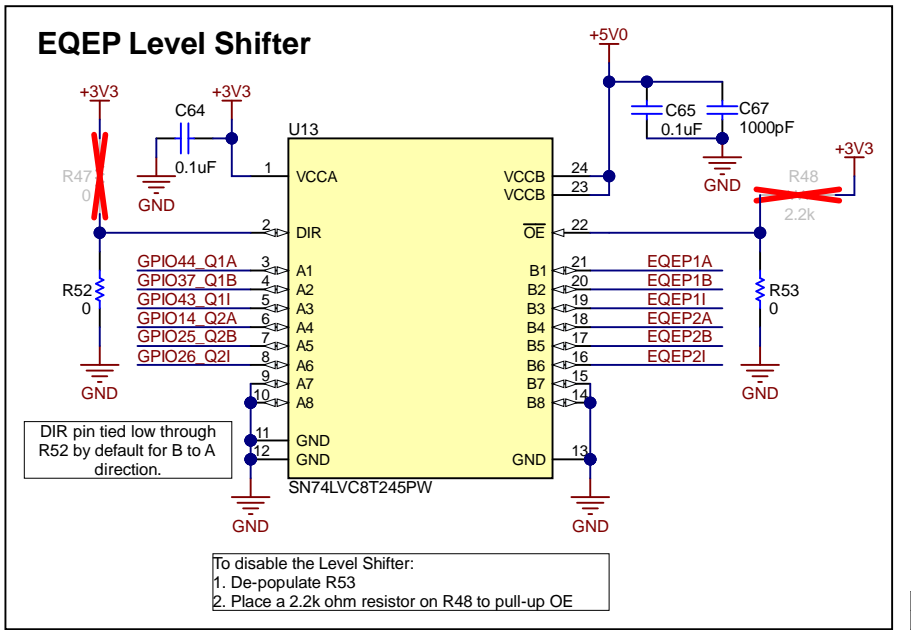 EQEP Level Shifter
+5V0
+3V3
+3V3
C64
0.1uF
GND
C65
0.1uF
C67
1000pF
GND
+3V3
R47
0
R48
2.2k
U13
1 VCCA
VCCB 24
VCCB 23
2 DIR
OE 22
GPIO44_Q1A 3 A1
B1 21 EQEP1A
GPIO37_Q1B 4 A2
B2 20 EQEP1B
GPIO43_Q1I 5 A3
B3 19 EQEP1I
GPIO14_Q2A 6 A4
B4 18 EQEP2A
GPIO25_Q2B 7 A5
B5 17 EQEP2B
GPIO26_Q2I 8 A6
B6 16 EQEP2I
9 A7
B7 15
10 A8
B8 14
11 GND
12 GND
GND 13
R52
0
GND
R53
0
GND
SN74LVC8T245PW
GND
GND
DIR pin tied low through
R52 by default for B to A
direction.
To disable the Level Shifter:
1. De-populate R53
2. Place a 2.2k ohm resistor on R48 to pull-up OE